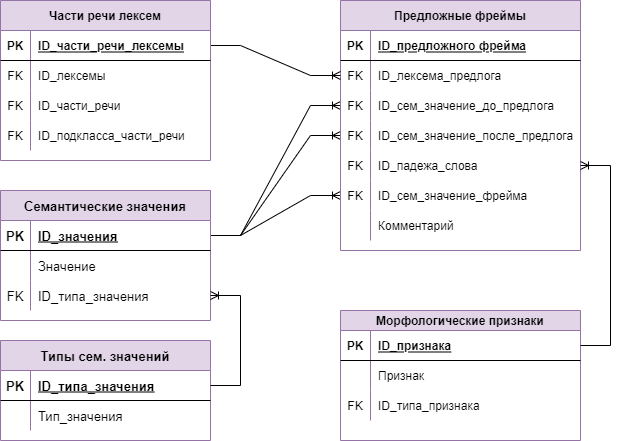 Части речи лексем
PK ID_части_речи_лексемы
FK ID_лексемы
FK ID_части_речи
FK ID_подкласса_части_речи
Предложные фреймы
PK ID_предложного фрейма
FK ID_лексема_предлога
FK ID_сем_значение_до_предлога
FK ID_сем_значение_после_предлога
FK ID_падежа_слова
FK ID_сем_значение_фрейма
Комментарий
Семантические значения
PK ID_значения
Значение
FK ID_типа_значения
Типы сем. значений
PK ID_типа_значения
Тип_значения
Морфологические признаки
PK ID_признака
Признак
FK ID_типа_признака